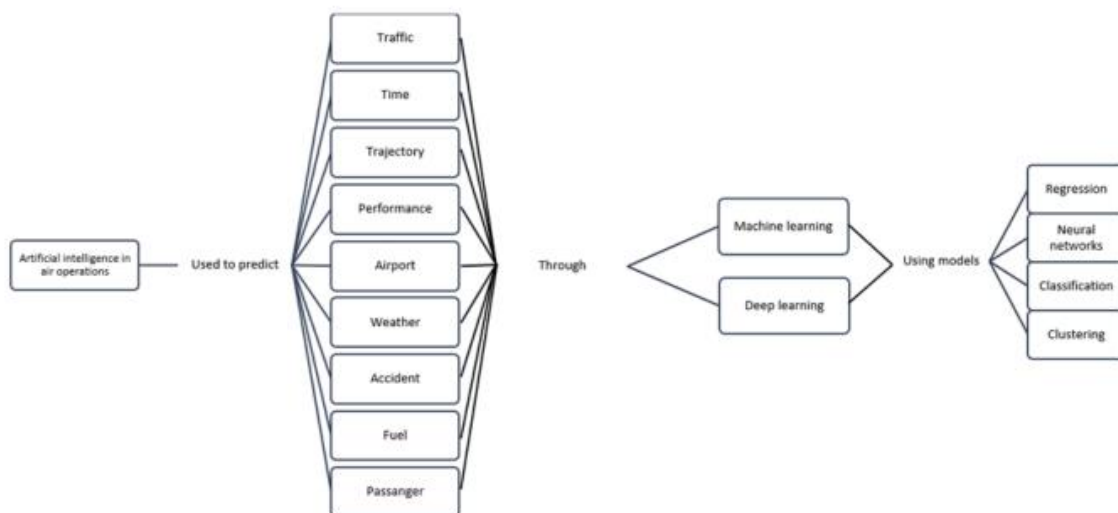 Artificial intelligence in
air operations
Used to predict
Traffic
Time
Trajectory
Performance
Airport
Weather
Accident
Fuel
Passanger
Through
Machine learning
Deep learning
Using models
Regression
Neural
networks
Classification
Clustering